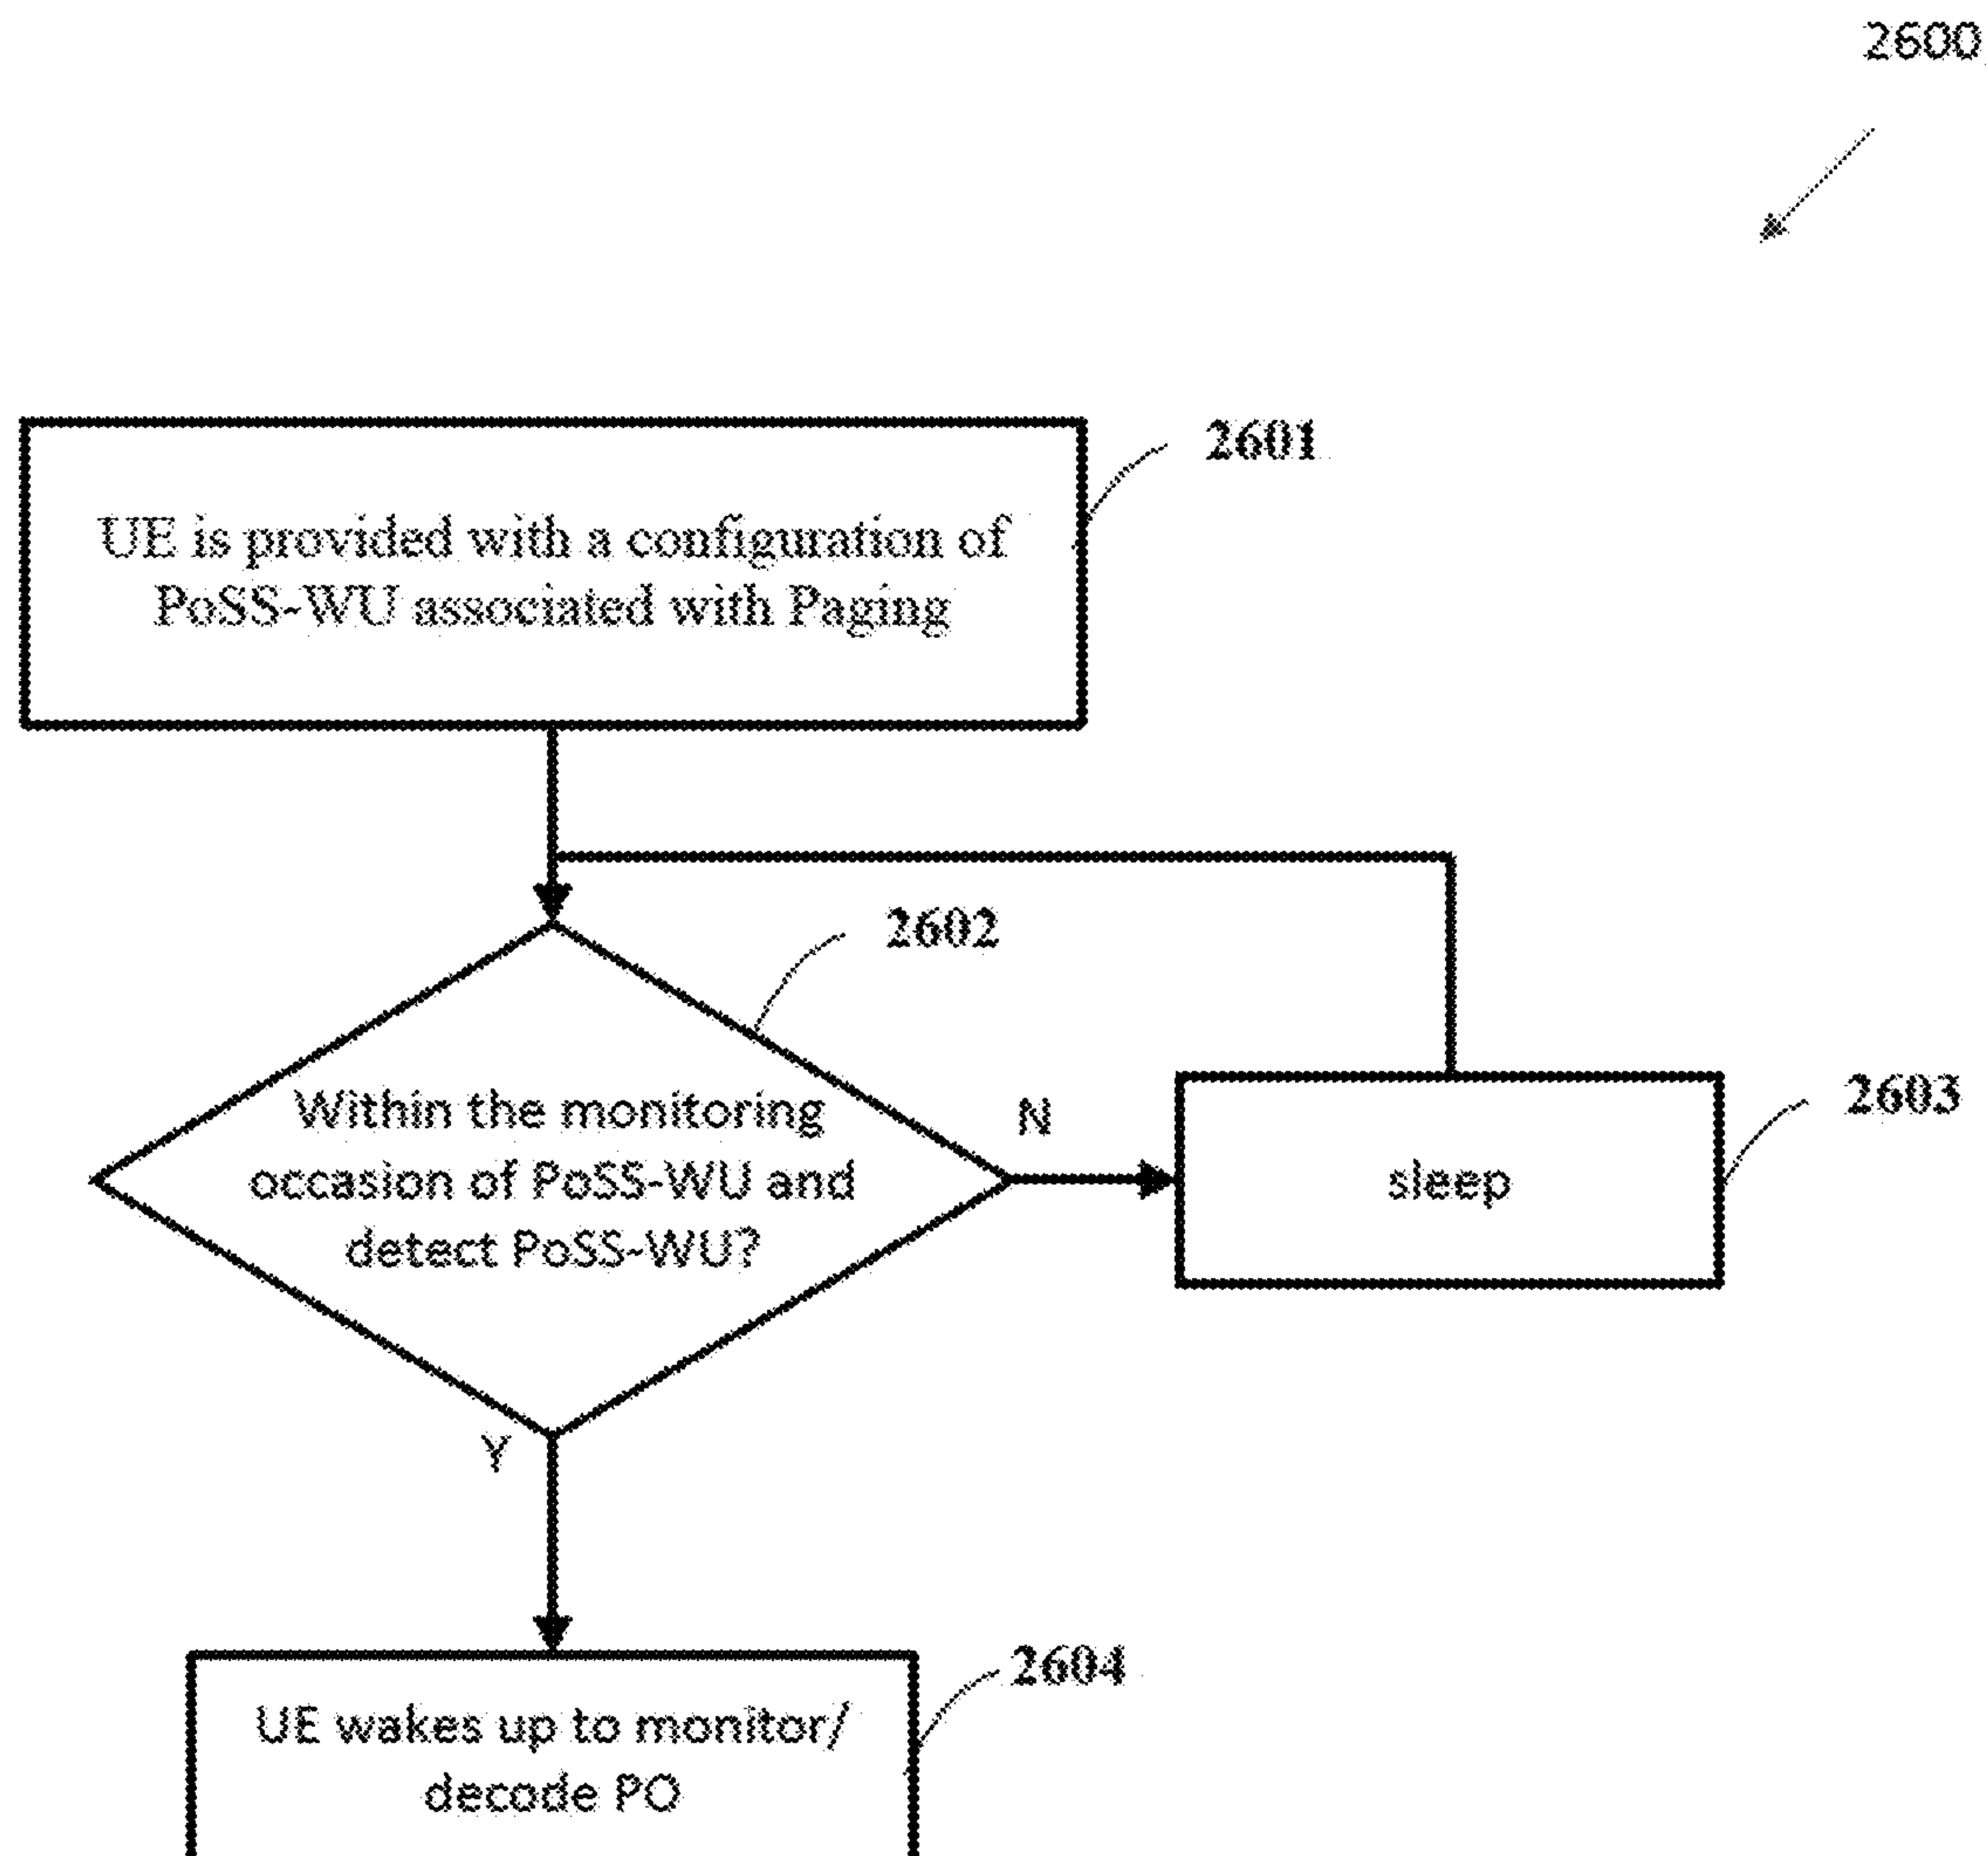 2600
2601
UE is provided with a configuration of
PoSS-WU associated with Paging
2602
Within the monitoring
occasion of PoSS-WU and
detect PoSS-WU?
N
2603
sleep
Y
2604
UE wakes up to monitor/
decode PO